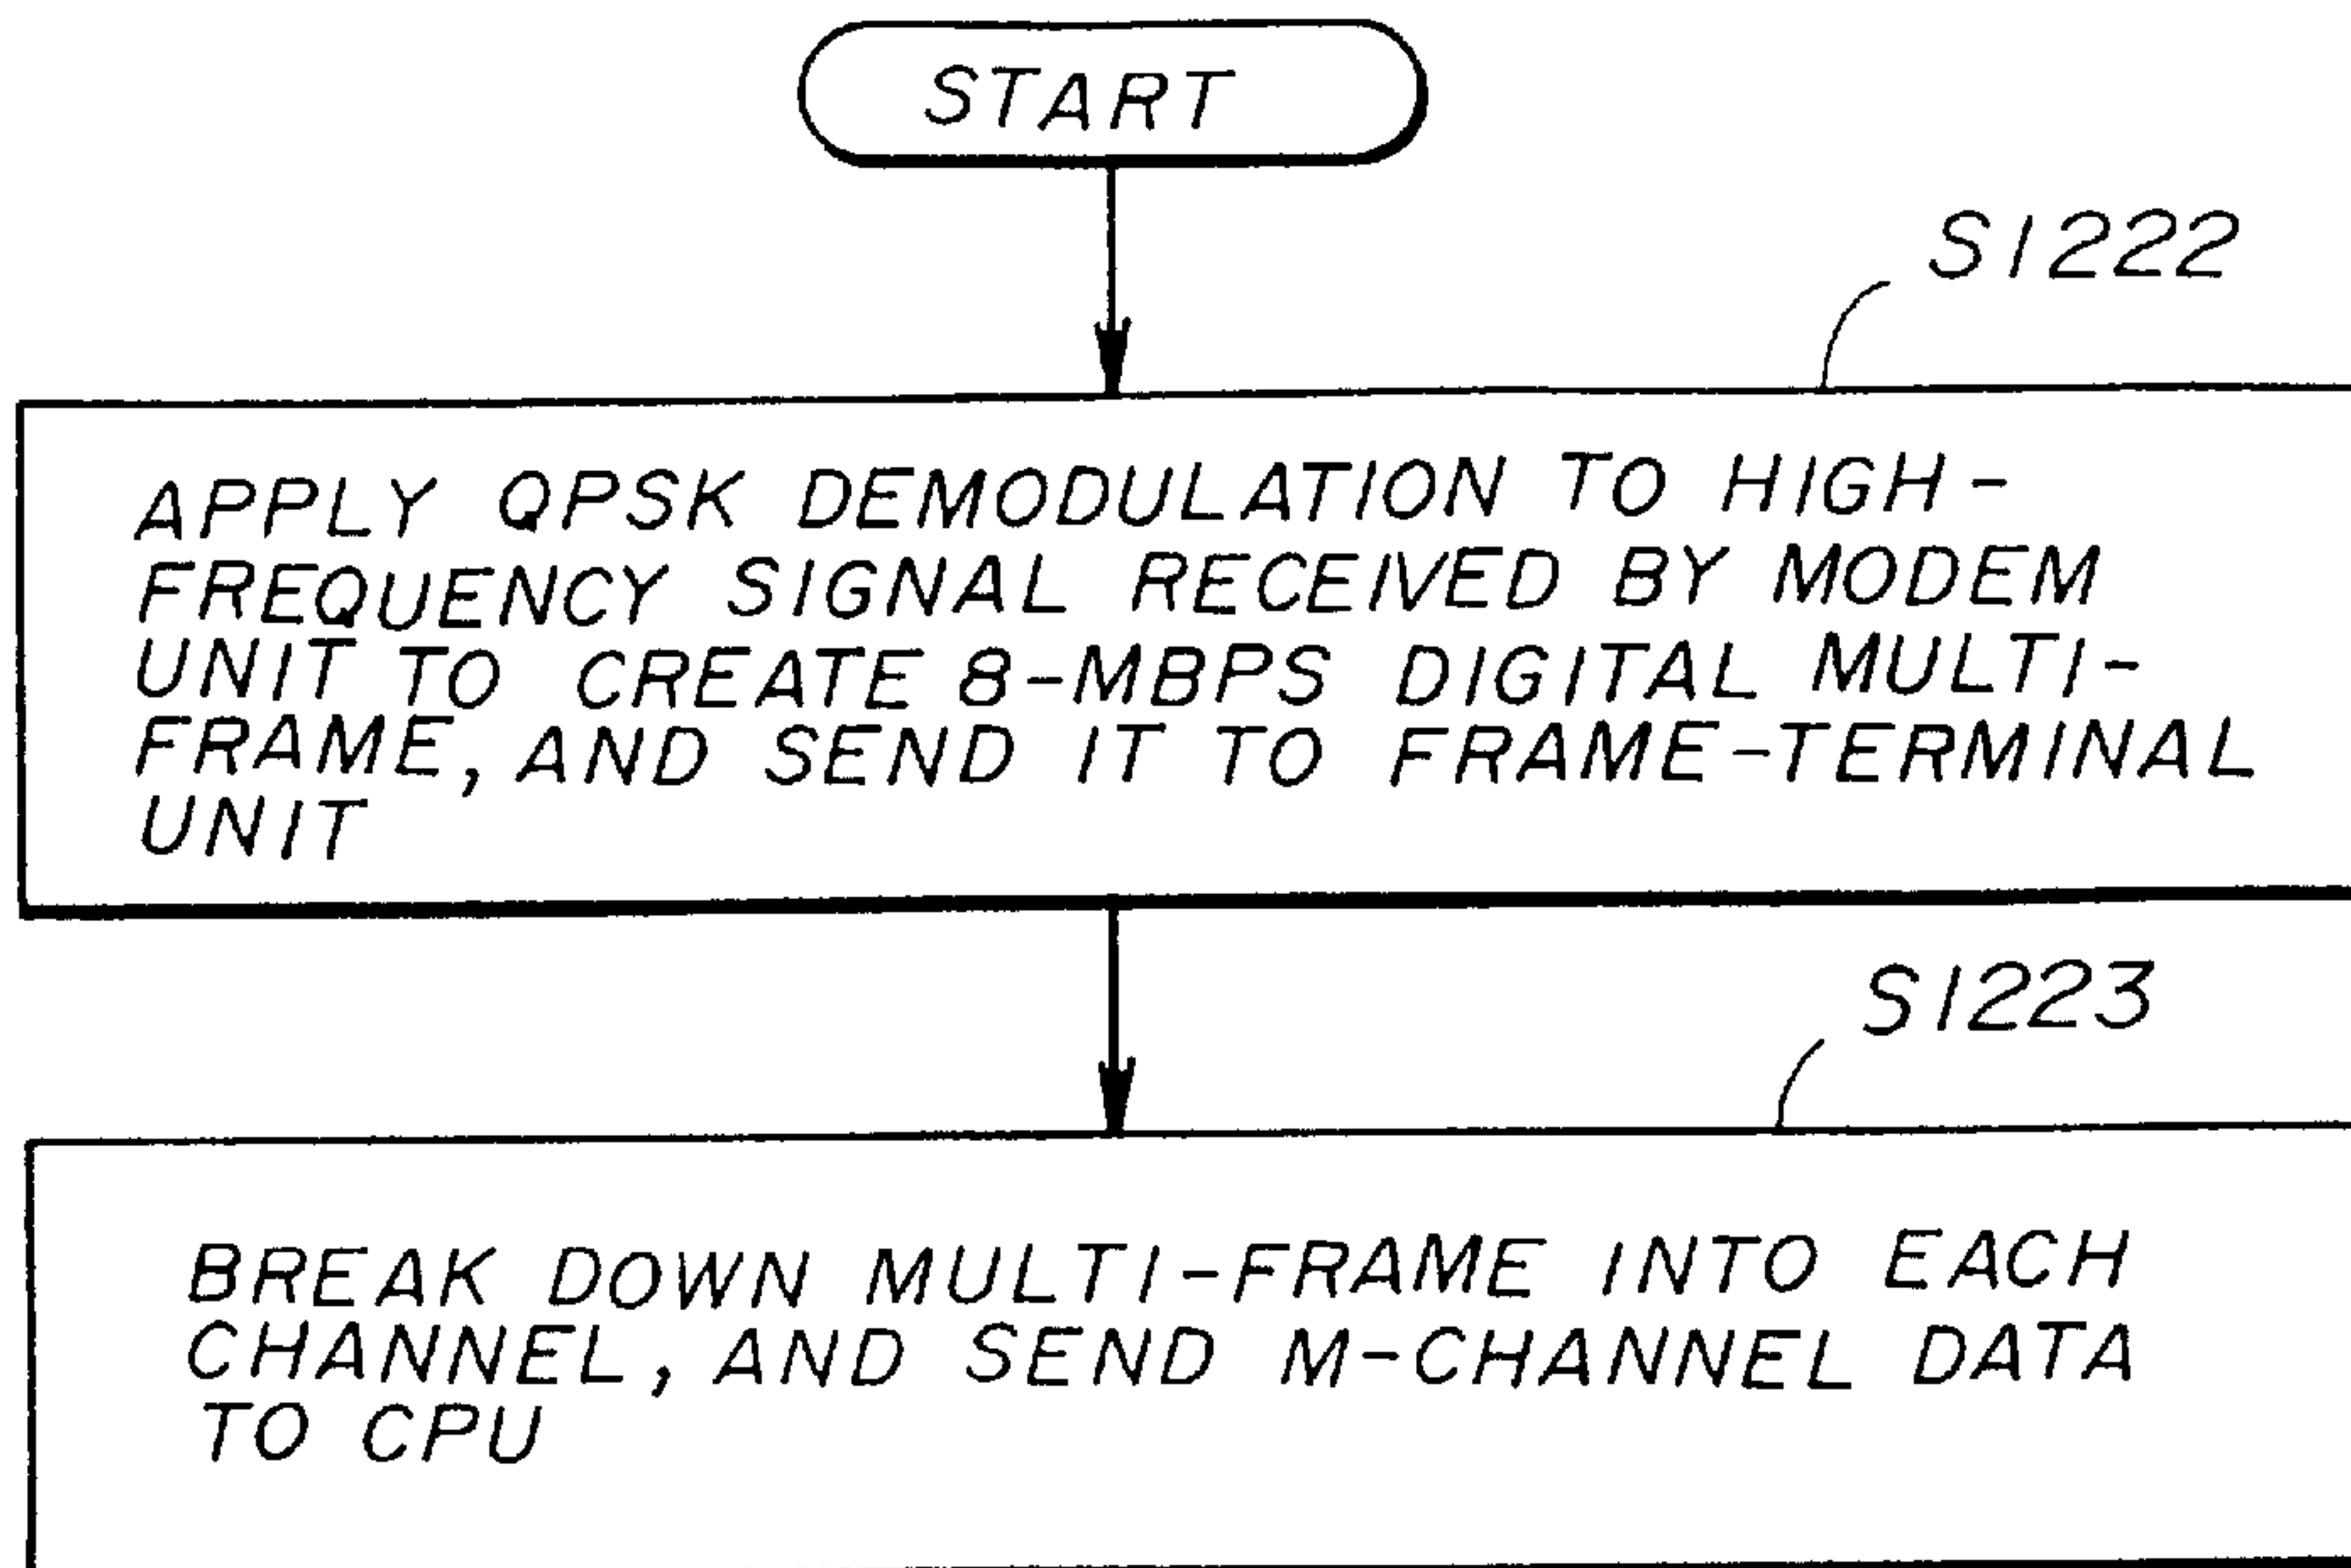 START
S1222
APPLY QPSK DEMODULATION TO HIGH-
FREQUENCY SIGNAL RECEIVED BY MODEM
UNIT TO CREATE 8-MBPS DIGITAL MULTI-
FRAME, AND SEND IT TO FRAME-TERMINAL
UNIT
S1223
BREAK DOWN MULTI-FRAME INTO EACH
CHANNEL, AND SEND M-CHANNEL DATA
TO CPU